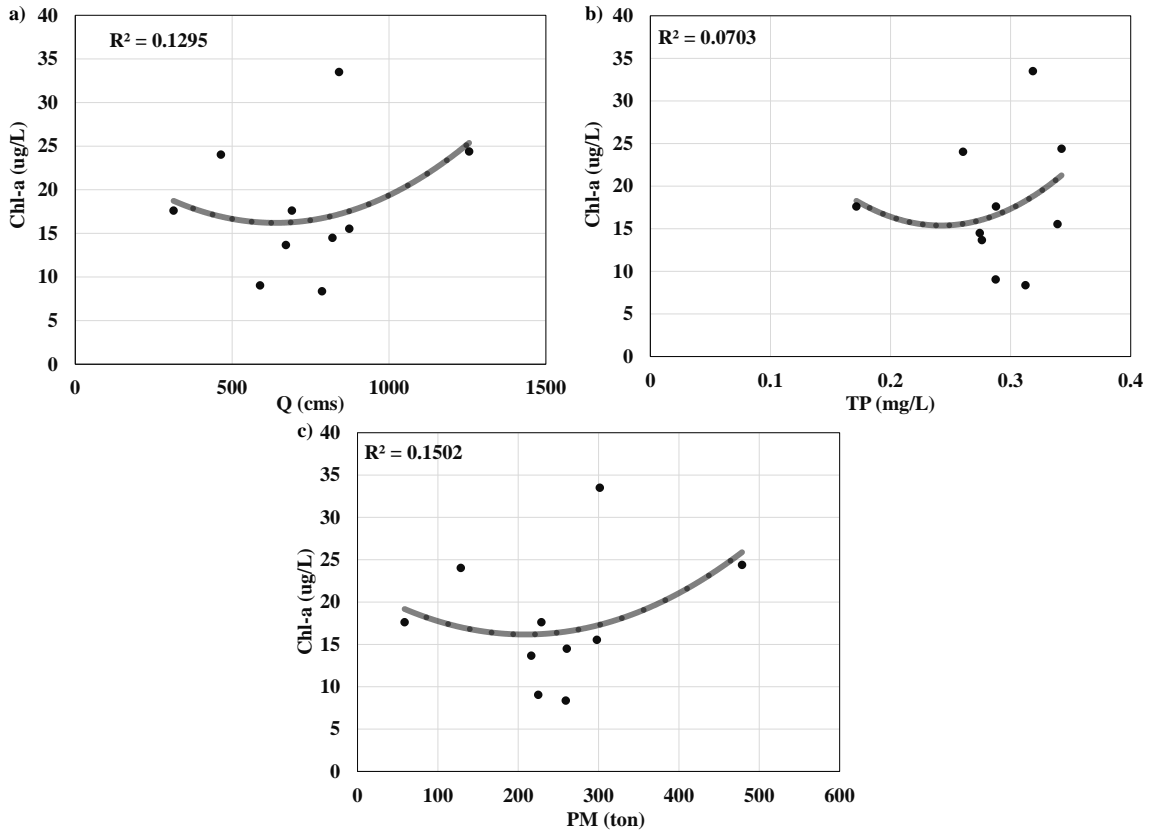 a)
R² = 0.1295
Chl-a (ug/L)
40
35
30
25
20
15
10
5
0
0 500 1000 1500
Q (cms)
b)
R² = 0.0703
Chl-a (ug/L)
40
35
30
25
20
15
10
5
0
0 0.1 0.2 0.3 0.4
TP (mg/L)
c)
R² = 0.1502
Chl-a (ug/L)
40
35
30
25
20
15
10
5
0
0 100 200 300 400 500 600
PM (ton)